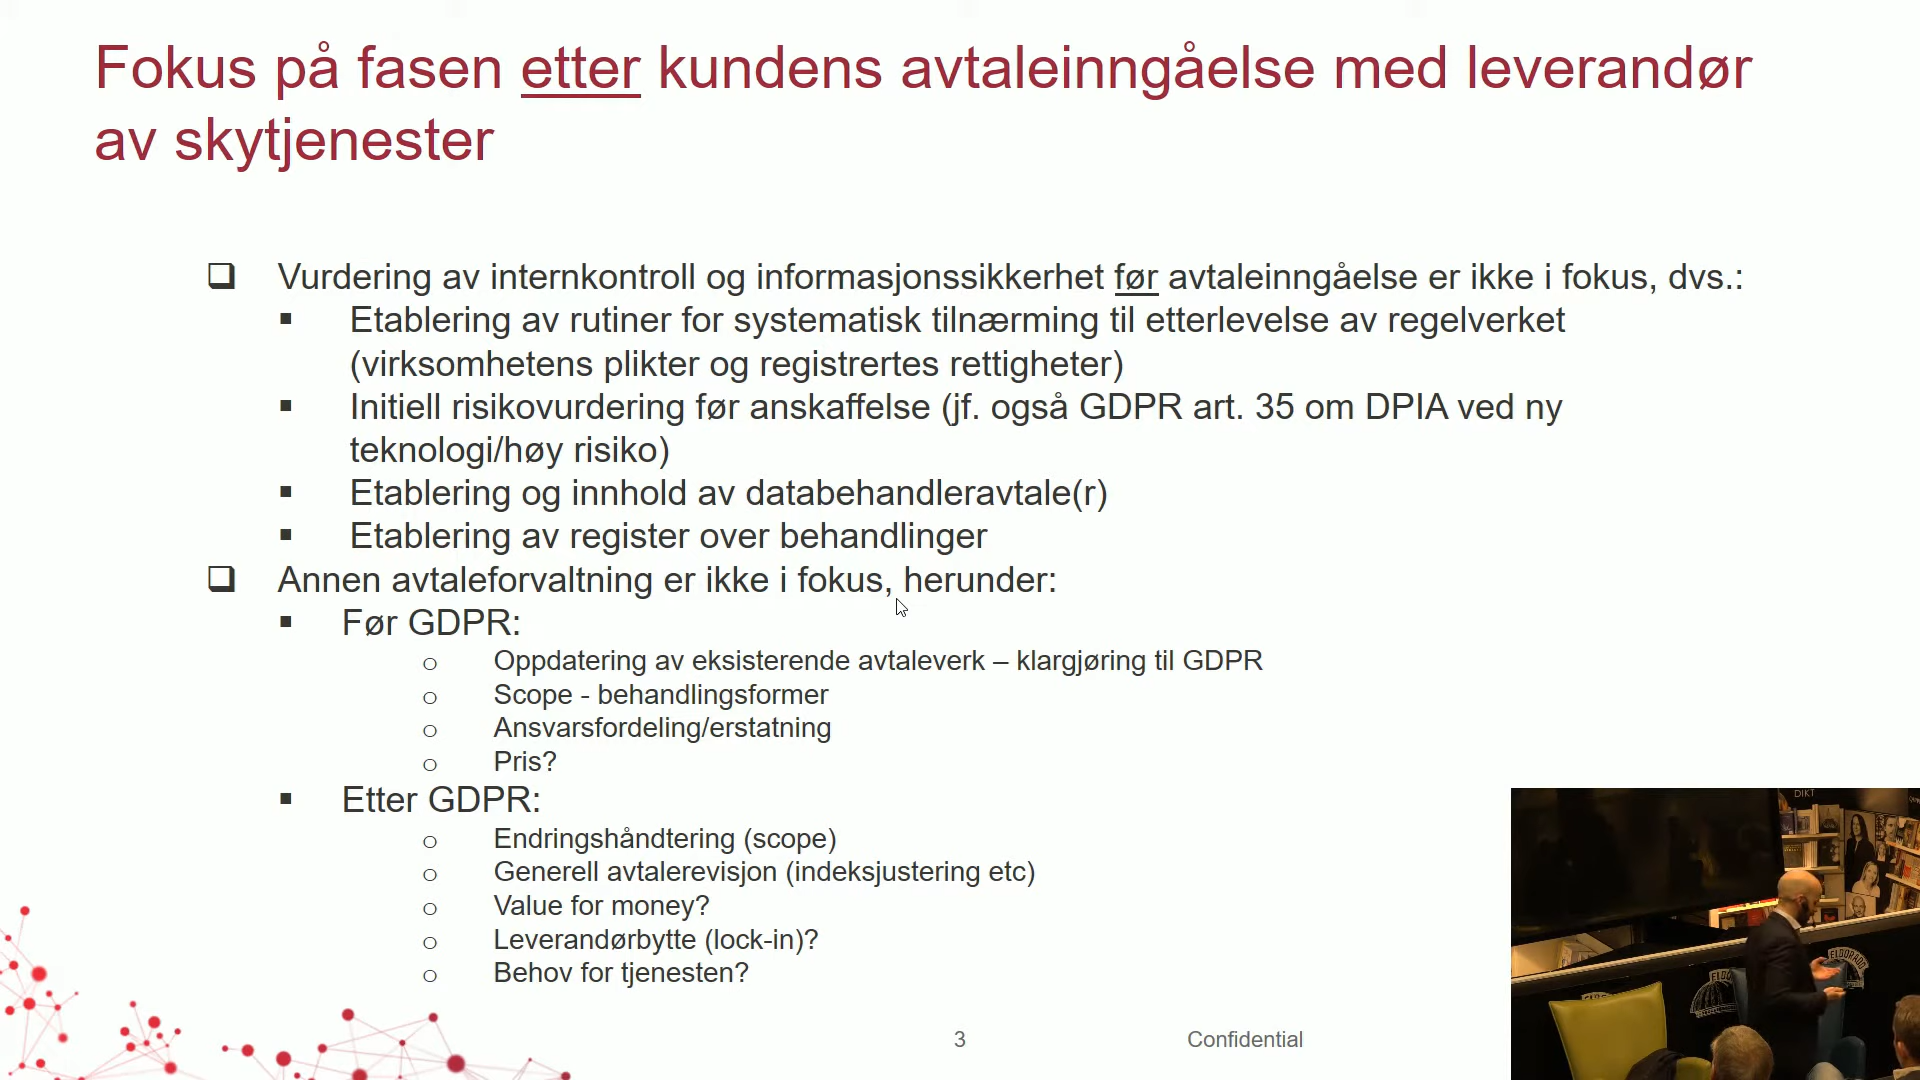 Fokus på fasen etter kundens avtaleinngåelse med leverandør
av skytjenester
❑ Vurdering av internkontroll og informasjonssikkerhet før avtaleinngåelse er ikke i fokus, dvs.:
▪ Etablering av rutiner for systematisk tilnærming til etterlevelse av regelverket
(virksomhetens plikter og registrertes rettigheter)
▪ Initiell risikovurdering før anskaffelse (jf. også GDPR art. 35 om DPIA ved ny
teknologi/høy risiko)
▪ Etablering og innhold av databehandleravtale(r)
▪ Etablering av register over behandlinger
❑ Annen avtaleforvaltning er ikke i fokus, herunder:
▪ Før GDPR:
o Oppdatering av eksisterende avtaleverk – klargjøring til GDPR
o Scope - behandlingsformer
o Ansvarsfordeling/erstatning
o Pris?
▪ Etter GDPR:
o Endringshåndtering (scope)
o Generell avtalerevisjon (indeksjustering etc)
o Value for money?
o Leverandørbytte (lock-in)?
o Behov for tjenesten?
3 Confidential
DIKT
ELDORADO